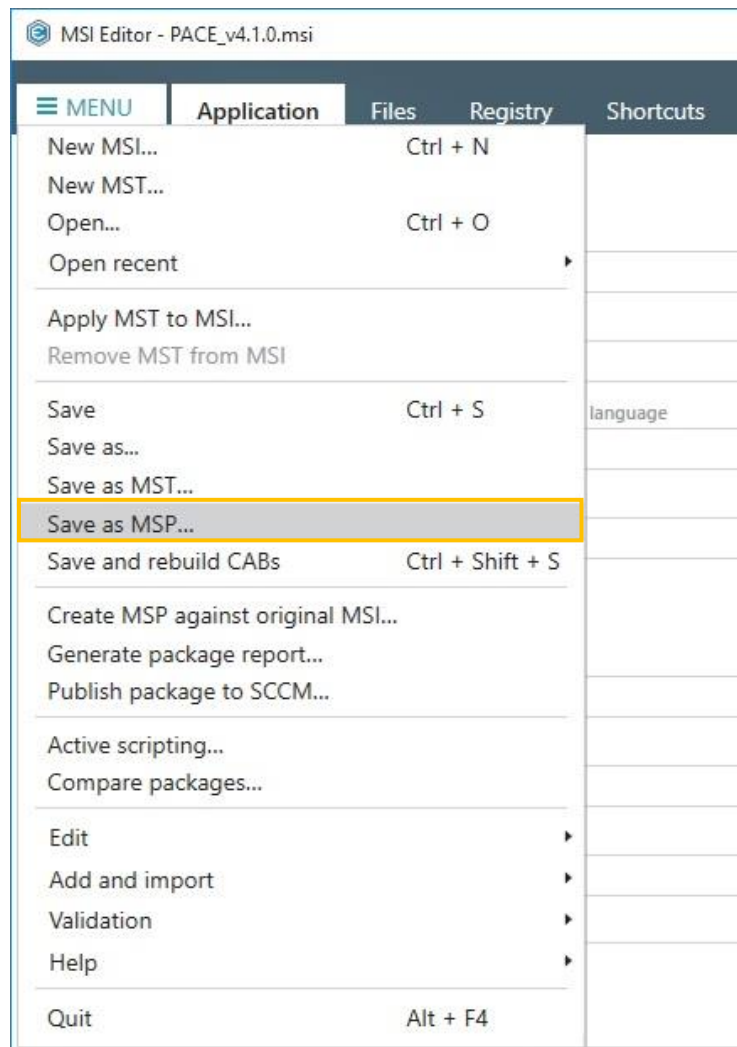 MSI Editor - PACE_v4.1.0.msi
MENU Application Files Registry Shortcuts
New MSI... Ctrl + N
New MST...
Open... Ctrl + O
Open recent
Apply MST to MSI...
Remove MST from MSI
Save Ctrl + S
language
Save as...
Save as MST...
Save as MSP...
Save and rebuild CABs Ctrl + Shift + S
Create MSP against original MSI...
Generate package report...
Publish package to SCCM...
Active scripting...
Compare packages...
Edit
Add and import
Validation
Help
Quit Alt + F4